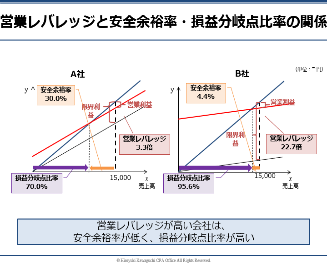 営業レバレッジと安全余裕率・損益分岐点比率の関係
(単位：千円)
A社
B社
y
安全余裕率
30.0%
限界利益
営業利益
営業レバレッジ
3.3倍
損益分岐点比率
70.0%
15,000
x
売上高
y
安全余裕率
4.4%
営業利益
限界利益
営業レバレッジ
22.7倍
損益分岐点比率
95.6%
15,000
x
売上高
営業レバレッジが高い会社は、
安全余裕率が低く、損益分岐点比率が高い